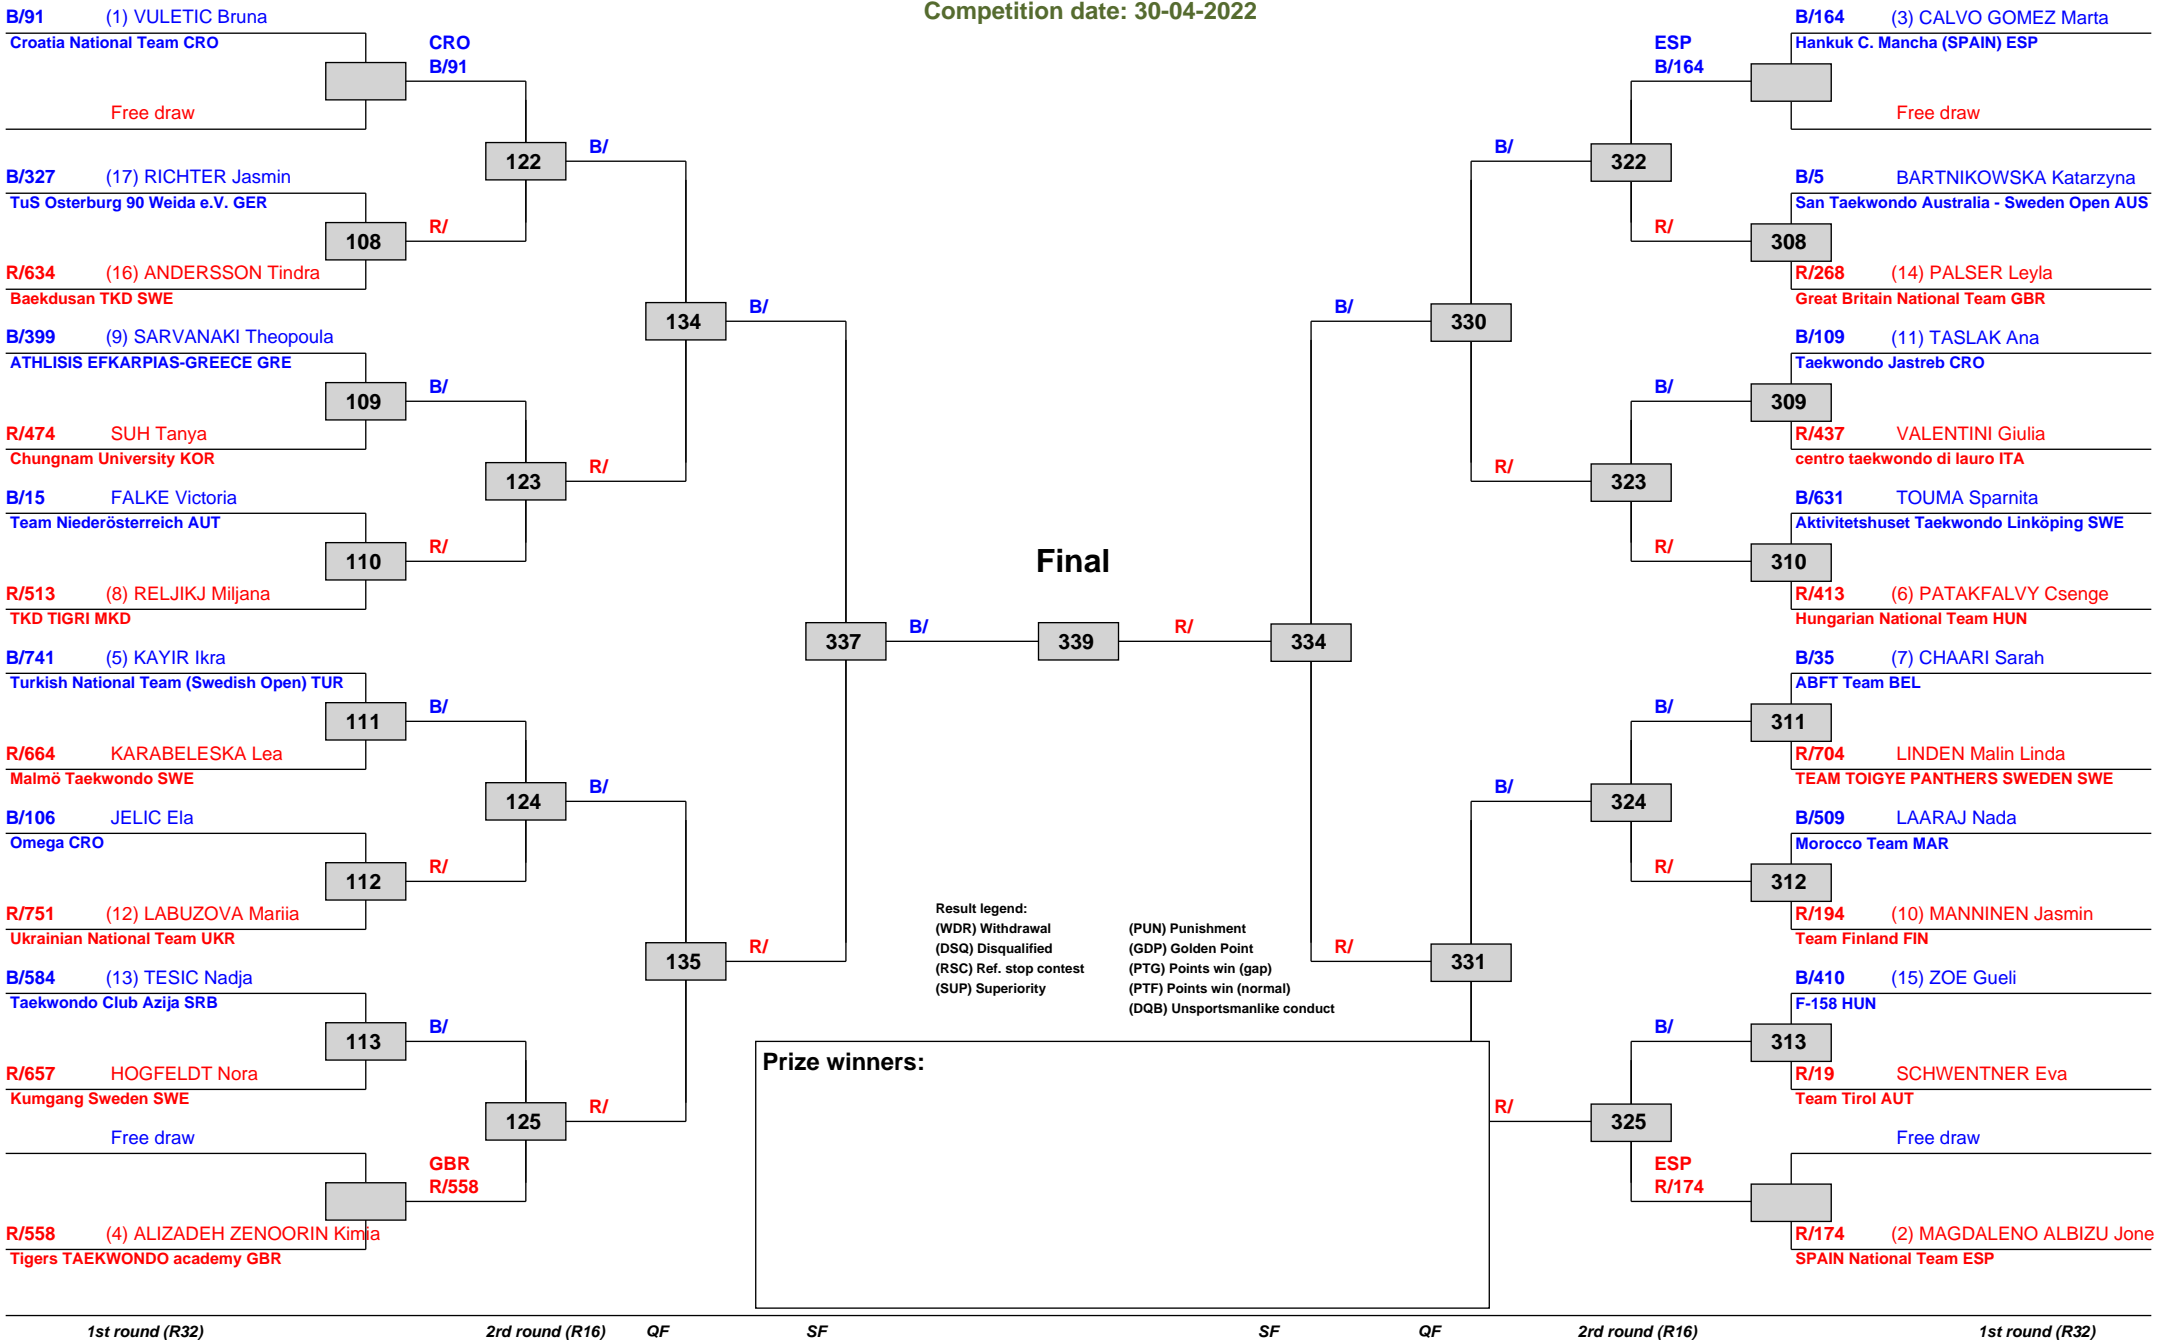 Competition date: 30-04-2022
B/91 (1) VULETIC Bruna
Croatia National Team CRO
CRO
B/91
Free draw
122
B/
B/327 (17) RICHTER Jasmin
TuS Osterburg 90 Weida e.V. GER
108
R/
R/634 (16) ANDERSSON Tindra
Baekdusan TKD SWE
134
B/
B/399 (9) SARVANAKI Theopoula
ATHLISIS EFKARPIAS-GREECE GRE
109
B/
R/474 SUH Tanya
Chungnam University KOR
123
R/
B/15 FALKE Victoria
Team Niederösterreich AUT
110
R/
R/513 (8) RELJIKJ Miljana
TKD TIGRI MKD
337
B/
B/741 (5) KAYIR Ikra
Turkish National Team (Swedish Open) TUR
111
B/
R/664 KARABELESKA Lea
Malmö Taekwondo SWE
124
B/
B/106 JELIC Ela
Omega CRO
112
R/
R/751 (12) LABUZOVA Mariia
Ukrainian National Team UKR
135
R/
B/584 (13) TESIC Nadja
Taekwondo Club Azija SRB
113
B/
R/657 HOGFELDT Nora
Kumgang Sweden SWE
125
R/
Free draw
GBR
R/558
R/558 (4) ALIZADEH ZENOORIN Kimia
Tigers TAEKWONDO academy GBR
Final
339
R/
334
B/164 (3) CALVO GOMEZ Marta
Hankuk C. Mancha (SPAIN) ESP
ESP
B/164
Free draw
B/
322
B/5 BARTNIKOWSKA Katarzyna
San Taekwondo Australia - Sweden Open AUS
R/
308
R/268 (14) PALSER Leyla
Great Britain National Team GBR
B/
330
B/109 (11) TASLAK Ana
Taekwondo Jastreb CRO
B/
309
R/437 VALENTINI Giulia
centro taekwondo di lauro ITA
R/
323
B/631 TOUMA Sparnita
Aktivitetshuset Taekwondo Linköping SWE
R/
310
R/413 (6) PATAKFALVY Csenge
Hungarian National Team HUN
B/35 (7) CHAARI Sarah
ABFT Team BEL
B/
311
R/704 LINDEN Malin Linda
TEAM TOIGYE PANTHERS SWEDEN SWE
B/
324
B/509 LAARAJ Nada
Morocco Team MAR
R/
312
R/194 (10) MANNINEN Jasmin
Team Finland FIN
R/
331
B/410 (15) ZOE Gueli
F-158 HUN
B/
313
R/19 SCHWENTNER Eva
Team Tirol AUT
R/
325
Free draw
ESP
R/174
R/174 (2) MAGDALENO ALBIZU Jone
SPAIN National Team ESP
Result legend:
(WDR) Withdrawal (PUN) Punishment
(DSQ) Disqualified (GDP) Golden Point
(RSC) Ref. stop contest (PTG) Points win (gap)
(SUP) Superiority (PTF) Points win (normal)
(DQB) Unsportsmanlike conduct
Prize winners:
1st round (R32) 2rd round (R16) QF SF SF QF 2rd round (R16) 1st round (R32)